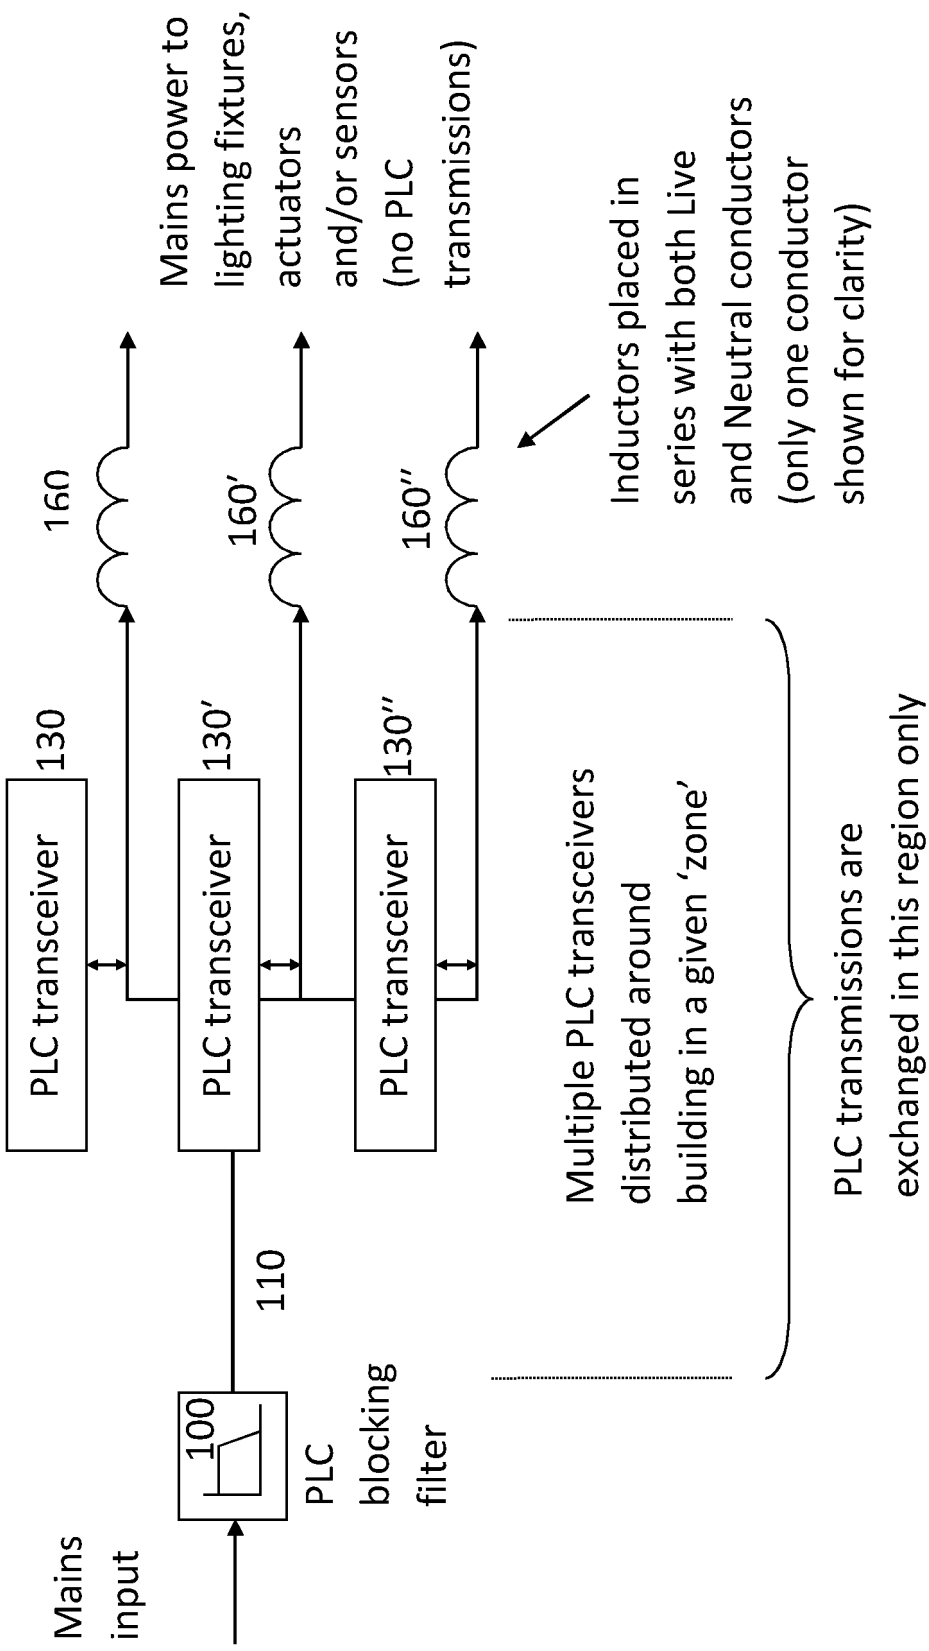 Mains
input
100
PLC
blocking
filter
110
PLC transceiver
130
PLC transceiver
130′
PLC transceiver
130′′
160
160′
160′′
Mains power to
lighting fixtures,
actuators
and/or sensors
(no PLC
transmissions)
Inductors placed in
series with both Live
and Neutral conductors
(only one conductor
shown for clarity)
Multiple PLC transceivers
distributed around
building in a given ‘zone’
PLC transmissions are
exchanged in this region only